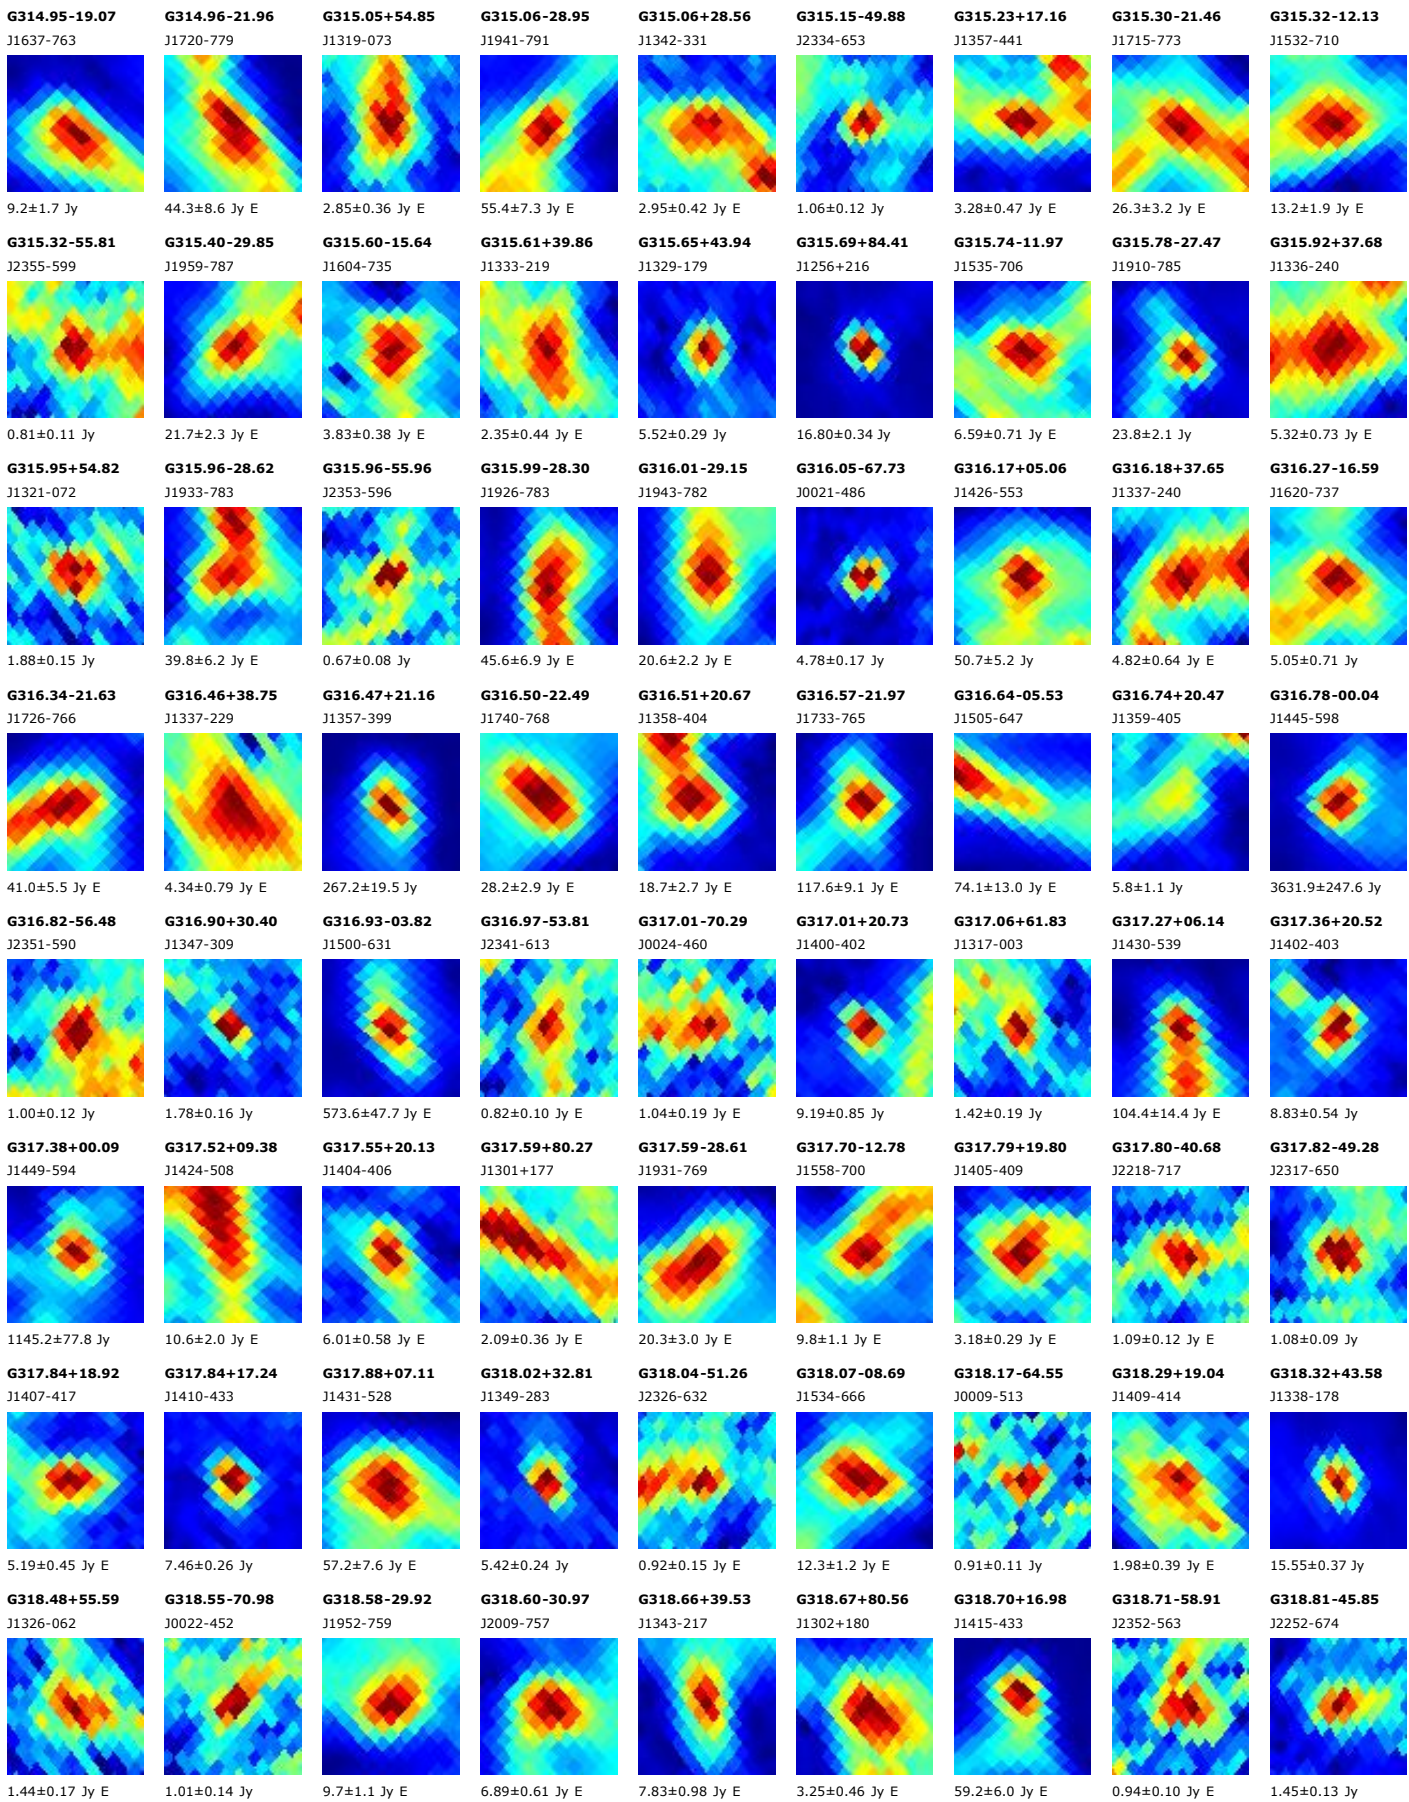 G314.95-19.07 G314.96-21.96 G315.05+54.85 G315.06-28.95 G315.06+28.56 G315.15-49.88 G315.23+17.16 G315.30-21.46 G315.32-12.13
J1637-763 J1720-779 J1319-073 J1941-791 J1342-331 J2334-653 J1357-441 J1715-773 J1532-710
9.2±1.7 Jy 44.3±8.6 Jy E 2.85±0.36 Jy E 55.4±7.3 Jy E 2.95±0.42 Jy E 1.06±0.12 Jy 3.28±0.47 Jy E 26.3±3.2 Jy E 13.2±1.9 Jy E
G315.32-55.81 G315.40-29.85 G315.60-15.64 G315.61+39.86 G315.65+43.94 G315.69+84.41 G315.74-11.97 G315.78-27.47 G315.92+37.68
J2355-599 J1959-787 J1604-735 J1333-219 J1329-179 J1256+216 J1535-706 J1910-785 J1336-240
0.81±0.11 Jy 21.7±2.3 Jy E 3.83±0.38 Jy E 2.35±0.44 Jy E 5.52±0.29 Jy 16.80±0.34 Jy 6.59±0.71 Jy E 23.8±2.1 Jy 5.32±0.73 Jy E
G315.95+54.82 G315.96-28.62 G315.96-55.96 G315.99-28.30 G316.01-29.15 G316.05-67.73 G316.17+05.06 G316.18+37.65 G316.27-16.59
J1321-072 J1933-783 J2353-596 J1926-783 J1943-782 J0021-486 J1426-553 J1337-240 J1620-737
1.88±0.15 Jy 39.8±6.2 Jy E 0.67±0.08 Jy 45.6±6.9 Jy E 20.6±2.2 Jy E 4.78±0.17 Jy 50.7±5.2 Jy 4.82±0.64 Jy E 5.05±0.71 Jy
G316.34-21.63 G316.46+38.75 G316.47+21.16 G316.50-22.49 G316.51+20.67 G316.57-21.97 G316.64-05.53 G316.74+20.47 G316.78-00.04
J1726-766 J1337-229 J1357-399 J1740-768 J1358-404 J1733-765 J1505-647 J1359-405 J1445-598
41.0±5.5 Jy E 4.34±0.79 Jy E 267.2±19.5 Jy 28.2±2.9 Jy E 18.7±2.7 Jy E 117.6±9.1 Jy E 74.1±13.0 Jy E 5.8±1.1 Jy 3631.9±247.6 Jy
G316.82-56.48 G316.90+30.40 G316.93-03.82 G316.97-53.81 G317.01-70.29 G317.01+20.73 G317.06+61.83 G317.27+06.14 G317.36+20.52
J2351-590 J1347-309 J1500-631 J2341-613 J0024-460 J1400-402 J1317-003 J1430-539 J1402-403
1.00±0.12 Jy 1.78±0.16 Jy 573.6±47.7 Jy E 0.82±0.10 Jy E 1.04±0.19 Jy E 9.19±0.85 Jy 1.42±0.19 Jy 104.4±14.4 Jy E 8.83±0.54 Jy
G317.38+00.09 G317.52+09.38 G317.55+20.13 G317.59+80.27 G317.59-28.61 G317.70-12.78 G317.79+19.80 G317.80-40.68 G317.82-49.28
J1449-594 J1424-508 J1404-406 J1301+177 J1931-769 J1558-700 J1405-409 J2218-717 J2317-650
1145.2±77.8 Jy 10.6±2.0 Jy E 6.01±0.58 Jy E 2.09±0.36 Jy E 20.3±3.0 Jy E 9.8±1.1 Jy E 3.18±0.29 Jy E 1.09±0.12 Jy E 1.08±0.09 Jy
G317.84+18.92 G317.84+17.24 G317.88+07.11 G318.02+32.81 G318.04-51.26 G318.07-08.69 G318.17-64.55 G318.29+19.04 G318.32+43.58
J1407-417 J1410-433 J1431-528 J1349-283 J2326-632 J1534-666 J0009-513 J1409-414 J1338-178
5.19±0.45 Jy E 7.46±0.26 Jy 57.2±7.6 Jy E 5.42±0.24 Jy 0.92±0.15 Jy E 12.3±1.2 Jy E 0.91±0.11 Jy 1.98±0.39 Jy E 15.55±0.37 Jy
G318.48+55.59 G318.55-70.98 G318.58-29.92 G318.60-30.97 G318.66+39.53 G318.67+80.56 G318.70+16.98 G318.71-58.91 G318.81-45.85
J1326-062 J0022-452 J1952-759 J2009-757 J1343-217 J1302+180 J1415-433 J2352-563 J2252-674
1.44±0.17 Jy E 1.01±0.14 Jy 9.7±1.1 Jy E 6.89±0.61 Jy E 7.83±0.98 Jy E 3.25±0.46 Jy E 59.2±6.0 Jy E 0.94±0.10 Jy E 1.45±0.13 Jy